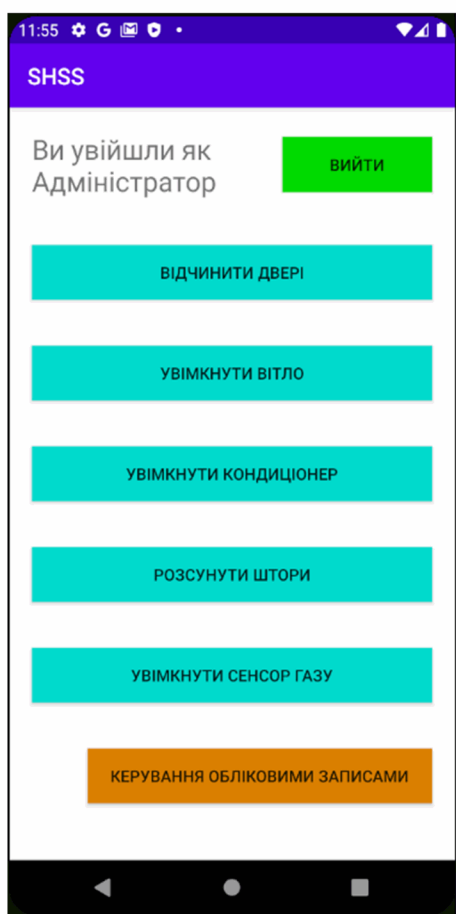 11:55 G M
SHSS
Ви увійшли як
Адміністратор
ВИЙТИ
ВІДЧИНИТИ ДВЕРІ
УВІМКНУТИ ВІТЛО
УВІМКНУТИ КОНДИЦІОНЕР
РОЗСУНУТИ ШТОРИ
УВІМКНУТИ СЕНСОР ГАЗУ
КЕРУВАННЯ ОБЛІКОВИМИ ЗАПИСАМИ